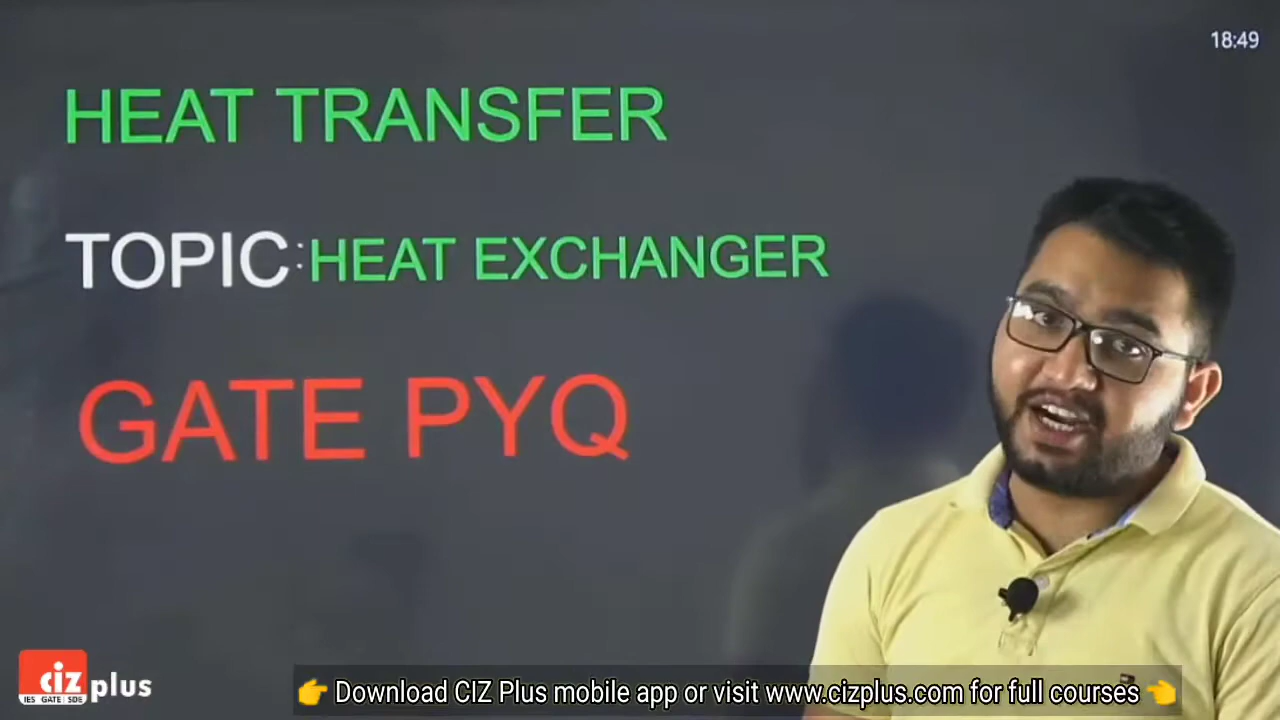 18:49
HEAT TRANSFER
TOPIC:HEAT EXCHANGER
GATE PYQ
ciz plus
IES GATE SDE
👉 Download CIZ Plus mobile app or visit www.cizplus.com for full courses 👈